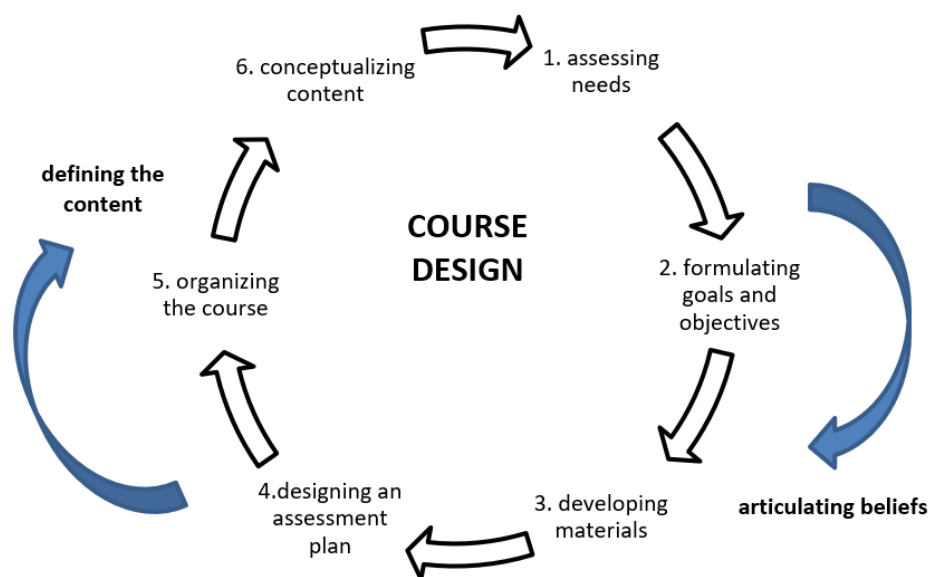 6. conceptualizing
content
1. assessing
needs
defining the
content
COURSE
DESIGN
2. formulating
goals and
objectives
5. organizing
the course
4.designing an
assessment
plan
3. developing
materials
articulating beliefs